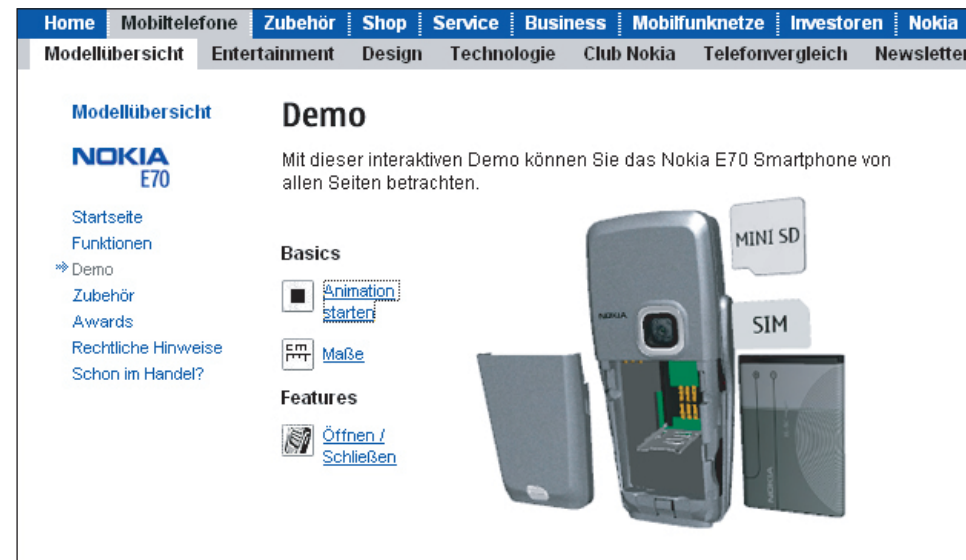 Home Mobiltelefone Zubehör Shop Service Business Mobilfunknetze Investoren Nokia
Modellübersicht Entertainment Design Technologie Club Nokia Telefonvergleich Newsletter
Modellübersicht
NOKIA
E70
Startseite
Funktionen
Demo
Zubehör
Awards
Rechtliche Hinweise
Schon im Handel?
Demo
Mit dieser interaktiven Demo können Sie das Nokia E70 Smartphone von
allen Seiten betrachten.
Basics
Animation
starten
Maße
Features
Öffnen /
Schließen
MINI SD
SIM
NOKIA
NOKIA